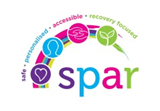 safe • personalised • accessible • recovery focused
spar